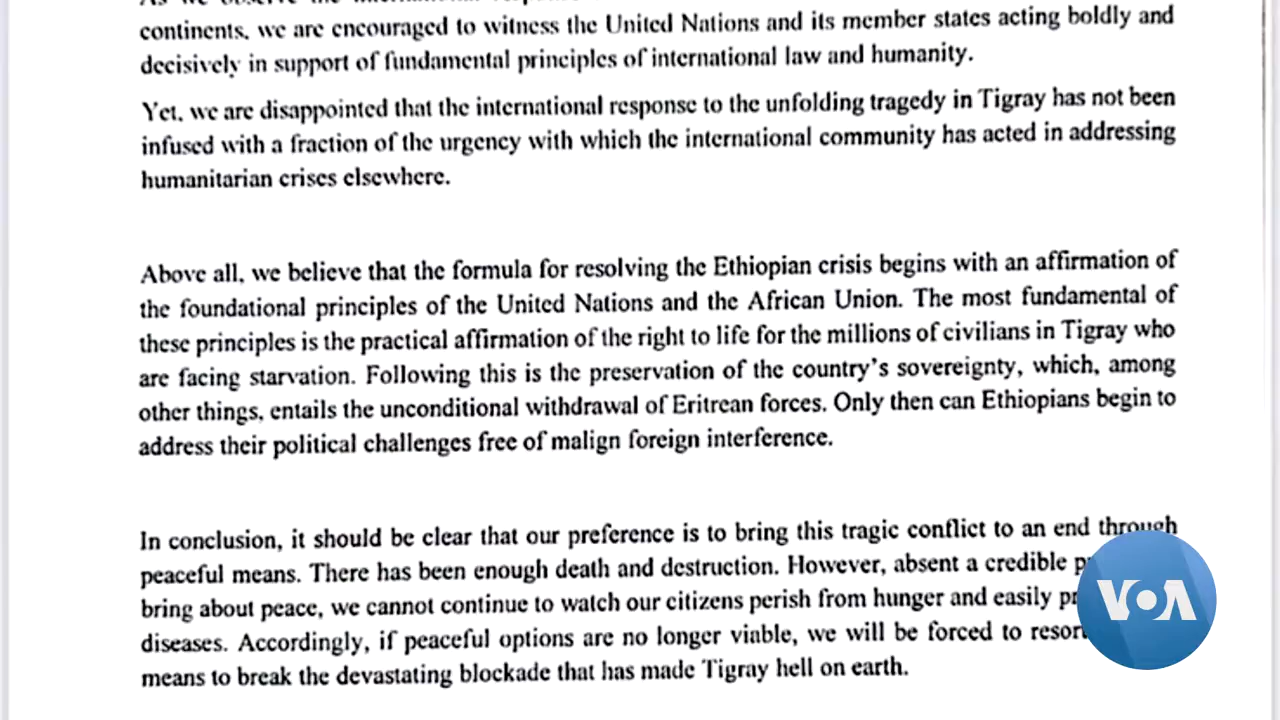 continents, we are encouraged to witness the United Nations and its member states acting boldly and
decisively in support of fundamental principles of international law and humanity.
Yet, we are disappointed that the international response to the unfolding tragedy in Tigray has not been
infused with a fraction of the urgency with which the international community has acted in addressing
humanitarian crises elsewhere.
Above all, we believe that the formula for resolving the Ethiopian crisis begins with an affirmation of
the foundational principles of the United Nations and the African Union. The most fundamental of
these principles is the practical affirmation of the right to life for the millions of civilians in Tigray who
are facing starvation. Following this is the preservation of the country's sovereignty, which, among
other things, entails the unconditional withdrawal of Eritrean forces. Only then can Ethiopians begin to
address their political challenges free of malign foreign interference.
In conclusion, it should be clear that our preference is to bring this tragic conflict to an end through
peaceful means. There has been enough death and destruction. However, absent a credible
bring about peace, we cannot continue to watch our citizens perish from hunger and easily
diseases. Accordingly, if peaceful options are no longer viable, we will be forced to resort
means to break the devastating blockade that has made Tigray hell on earth.
VOA